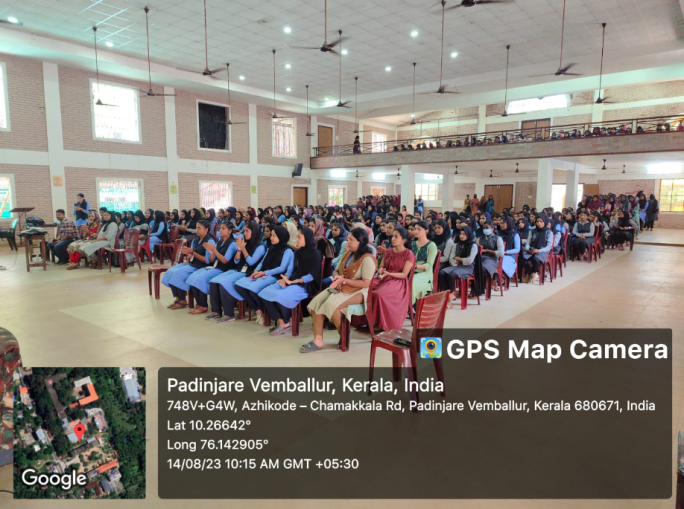 GPS Map Camera
Padinjare Vemballur, Kerala, India
748V+G4W, Azhikode – Chamakkala Rd, Padinjare Vemballur, Kerala 680671, India
Lat 10.26642°
Long 76.142905°
14/08/23 10:15 AM GMT +05:30
Google